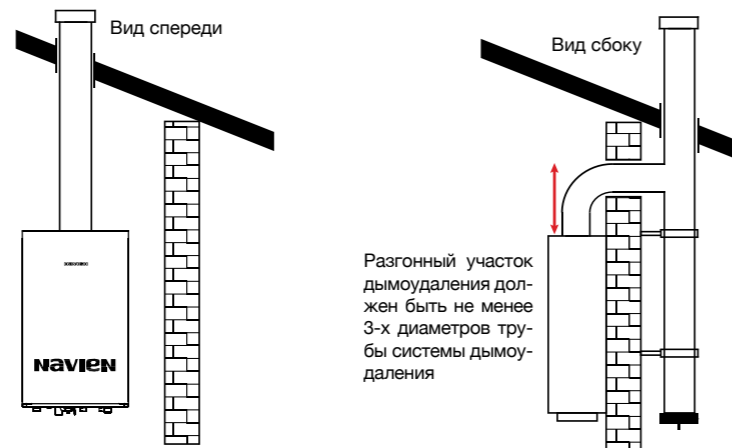 Вид спереди
Вид сбоку
Разгонный участок
дымоудаления дол-
жен быть не менее
3-х диаметров тру-
бы системы дымоу-
даления
NAVIEN